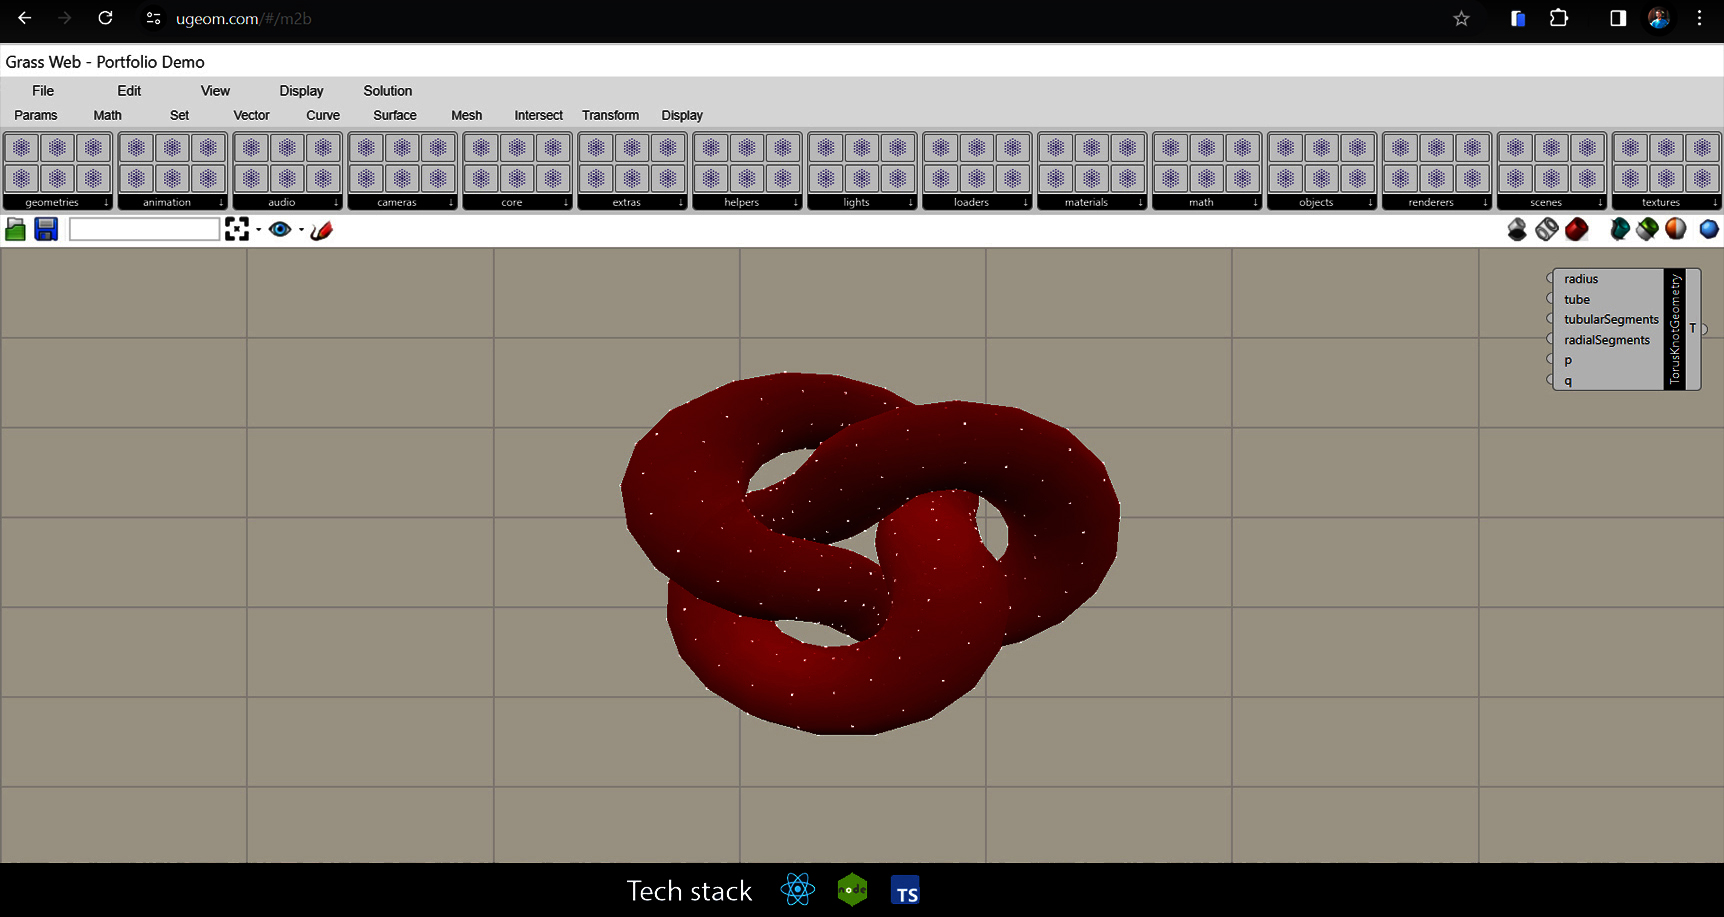 ugeom.com/#/m2b
Grass Web - Portfolio Demo
File Edit View Display Solution
Params Math Set Vector Curve Surface Mesh Intersect Transform Display
geometries ↓ animation ↓ audio ↓ cameras ↓ core ↓ extras ↓ helpers ↓ lights ↓ loaders ↓ materials ↓ math ↓ objects ↓ renderers ↓ scenes ↓ textures ↓
radius
tube
tubularSegments
radialSegments
p
q
TorusKnotGeometry
T
Tech stack
node
TS